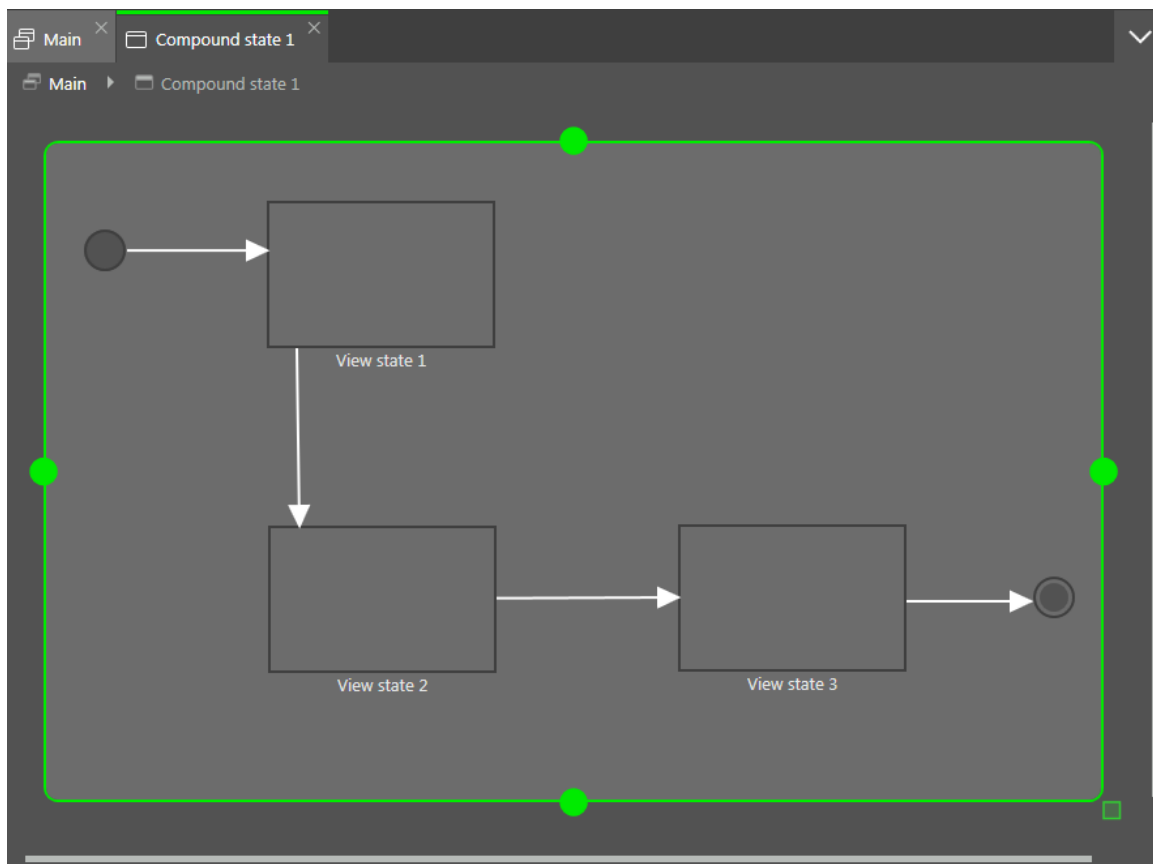 Main
Compound state 1
Main
Compound state 1
View state 1
View state 2
View state 3